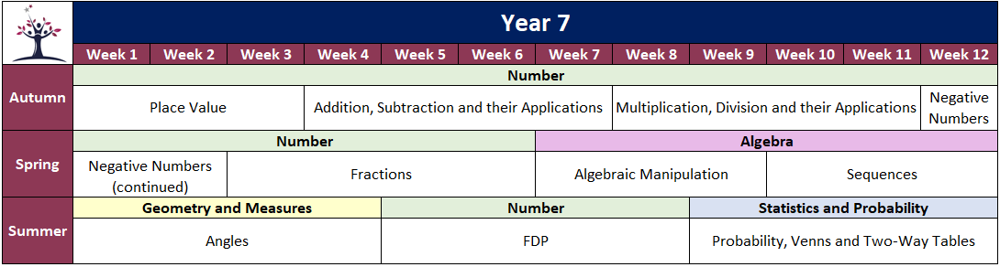 Year 7
Week 1 Week 2 Week 3 Week 4 Week 5 Week 6 Week 7 Week 8 Week 9 Week 10 Week 11 Week 12
Autumn
Number
Place Value
Addition, Subtraction and their Applications
Multiplication, Division and their Applications
Negative
Numbers
Spring
Number
Algebra
Negative Numbers
(continued)
Fractions
Algebraic Manipulation
Sequences
Summer
Geometry and Measures
Number
Statistics and Probability
Angles
FDP
Probability, Venns and Two-Way Tables